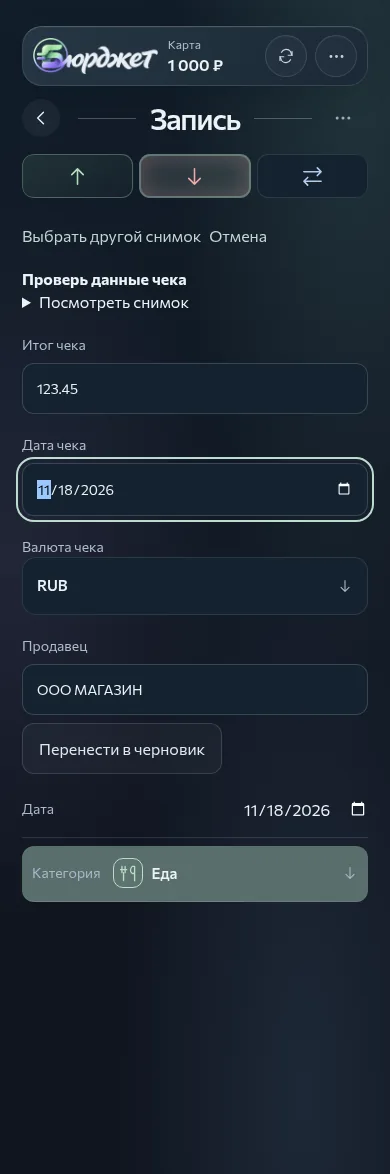 Бюрджет
Карта
1 000 ₽
Запись
Выбрать другой снимок Отмена
Проверь данные чека
Посмотреть снимок
Итог чека
123.45
Дата чека
11/18/2026
Валюта чека
RUB
Продавец
ООО МАГАЗИН
Перенести в черновик
Дата
11/18/2026
Категория Еда